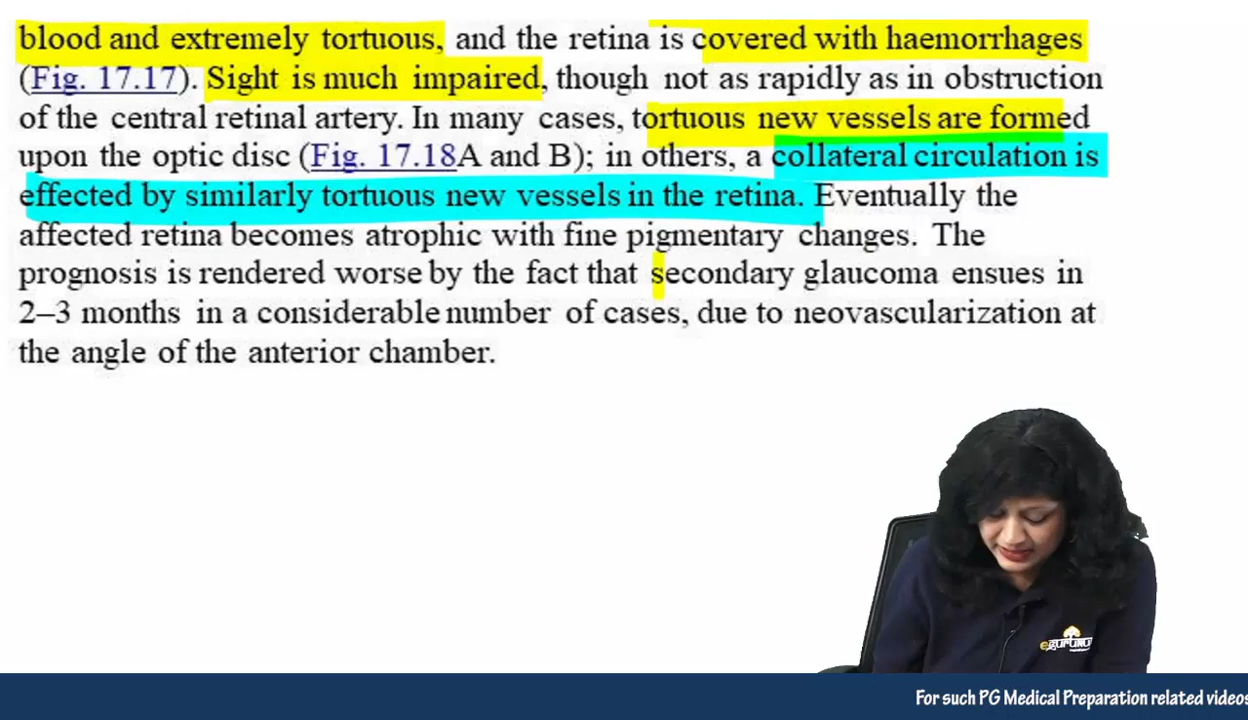 blood and extremely tortuous, and the retina is covered with haemorrhages
(Fig. 17.17). Sight is much impaired, though not as rapidly as in obstruction
of the central retinal artery. In many cases, tortuous new vessels are formed
upon the optic disc (Fig. 17.18A and B); in others, a collateral circulation is
effected by similarly tortuous new vessels in the retina. Eventually the
affected retina becomes atrophic with fine pigmentary changes. The
prognosis is rendered worse by the fact that secondary glaucoma ensues in
2–3 months in a considerable number of cases, due to neovascularization at
the angle of the anterior chamber.
For such PG Medical Preparation related videos